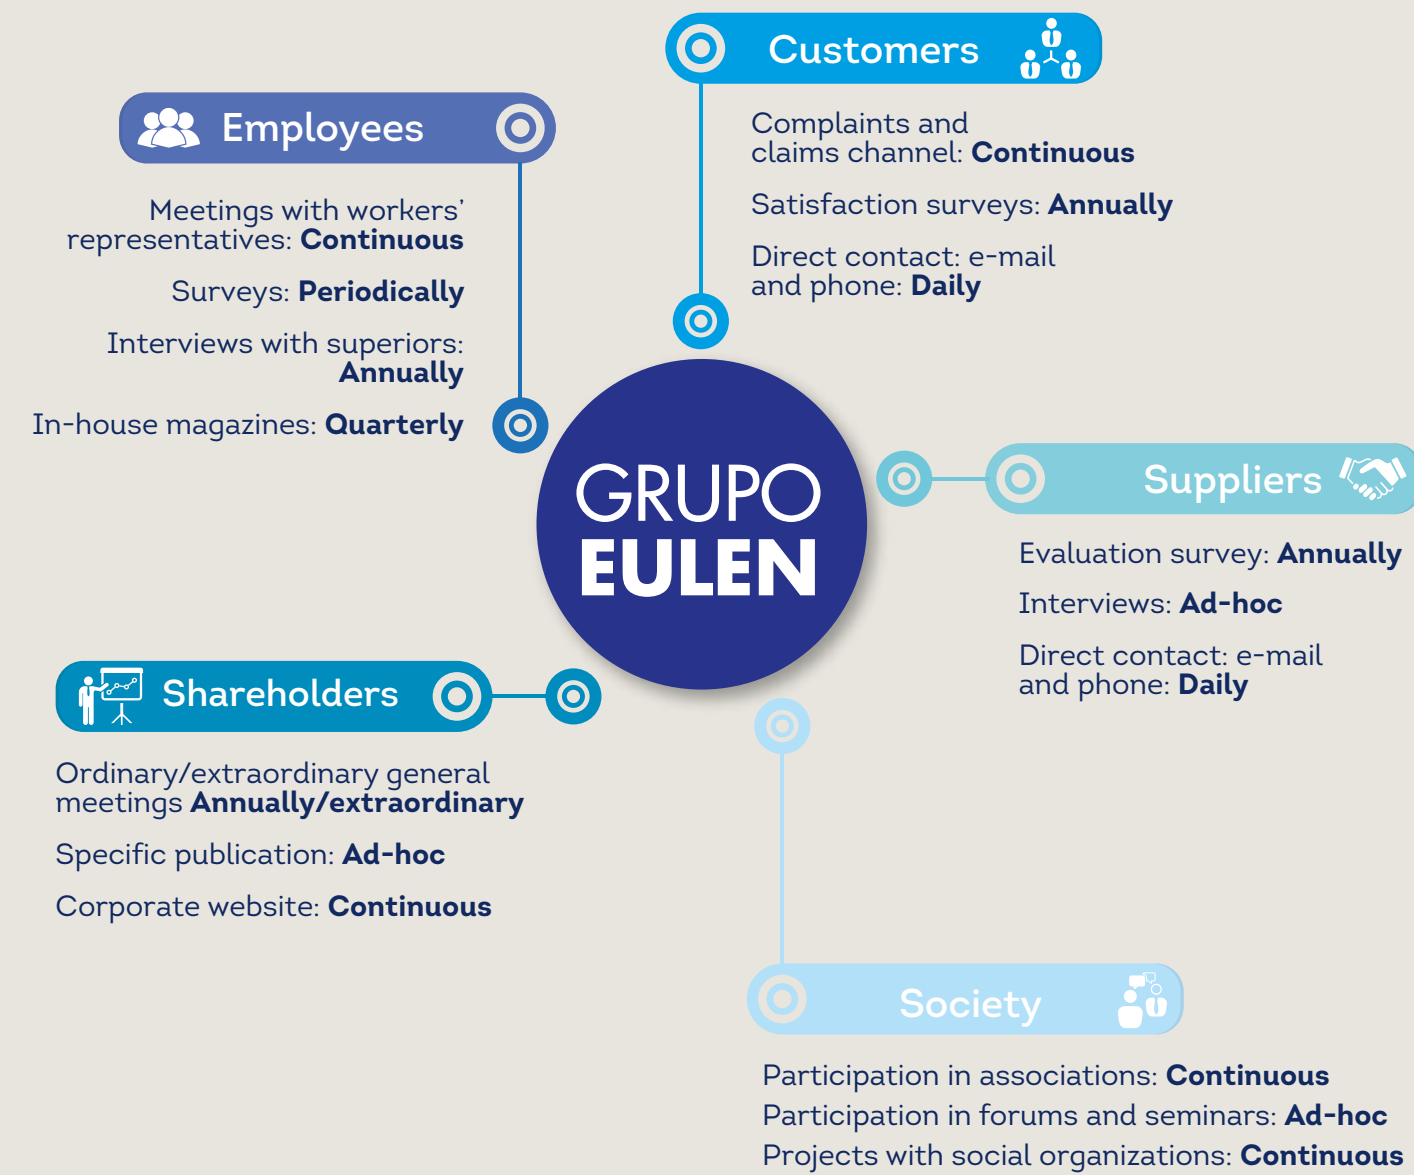 Customers
Complaints and
claims channel: Continuous
Satisfaction surveys: Annually
Direct contact: e-mail
and phone: Daily
Employees
Meetings with workers’
representatives: Continuous
Surveys: Periodically
Interviews with superiors:
Annually
In-house magazines: Quarterly
GRUPO
EULEN
Suppliers
Evaluation survey: Annually
Interviews: Ad-hoc
Direct contact: e-mail
and phone: Daily
Shareholders
Ordinary/extraordinary general
meetings Annually/extraordinary
Specific publication: Ad-hoc
Corporate website: Continuous
Society
Participation in associations: Continuous
Participation in forums and seminars: Ad-hoc
Projects with social organizations: Continuous